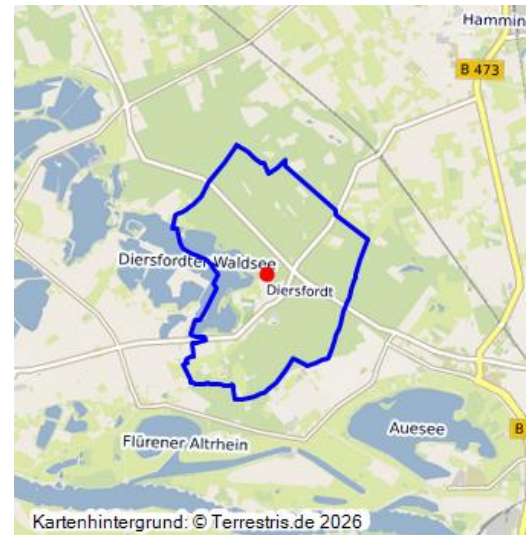 Hammin
B 473
Diersfordter Waldsee
Diersfordt
Auesee
Flürener Altrhein
B
Kartenhintergrund: © Terrestris.de 2026